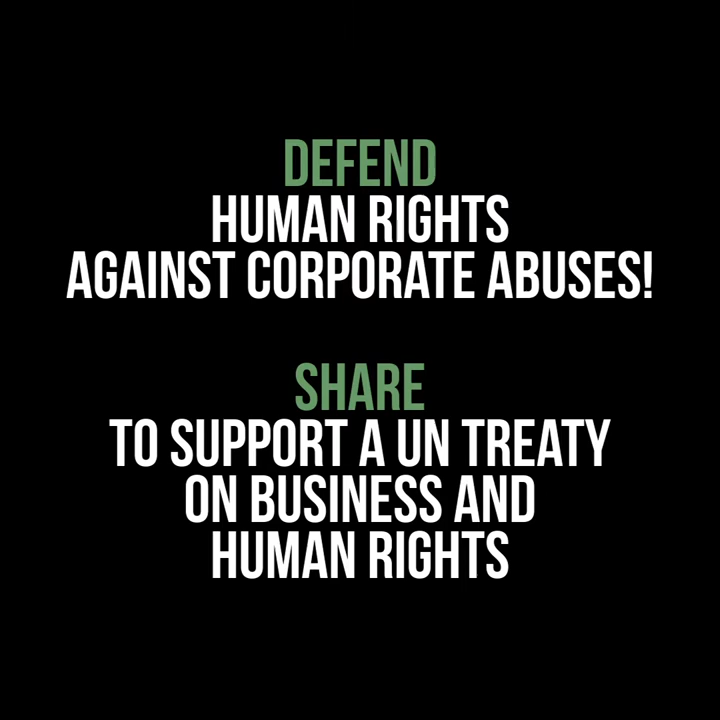 DEFEND
HUMAN RIGHTS
AGAINST CORPORATE ABUSES!
SHARE
TO SUPPORT A UN TREATY
ON BUSINESS AND
HUMAN RIGHTS